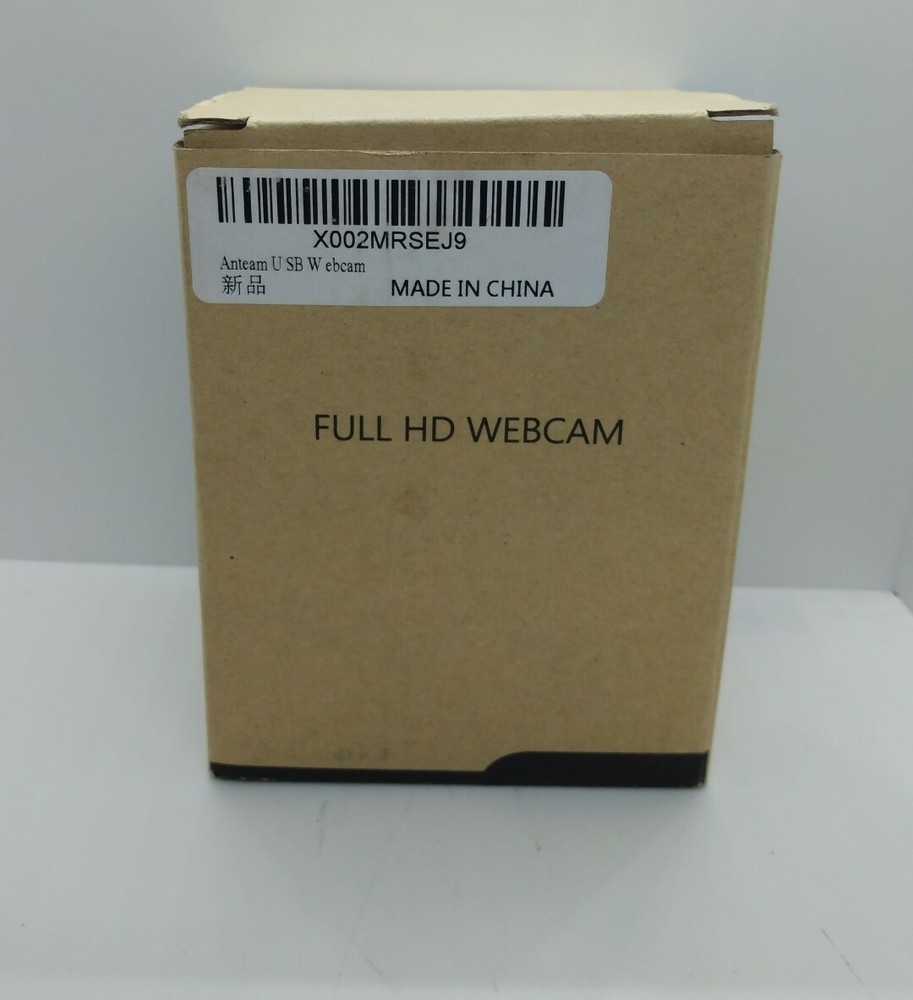 X002MRSEJ9
Anteam U SB W ebcam
新品
MADE IN CHINA
FULL HD WEBCAM